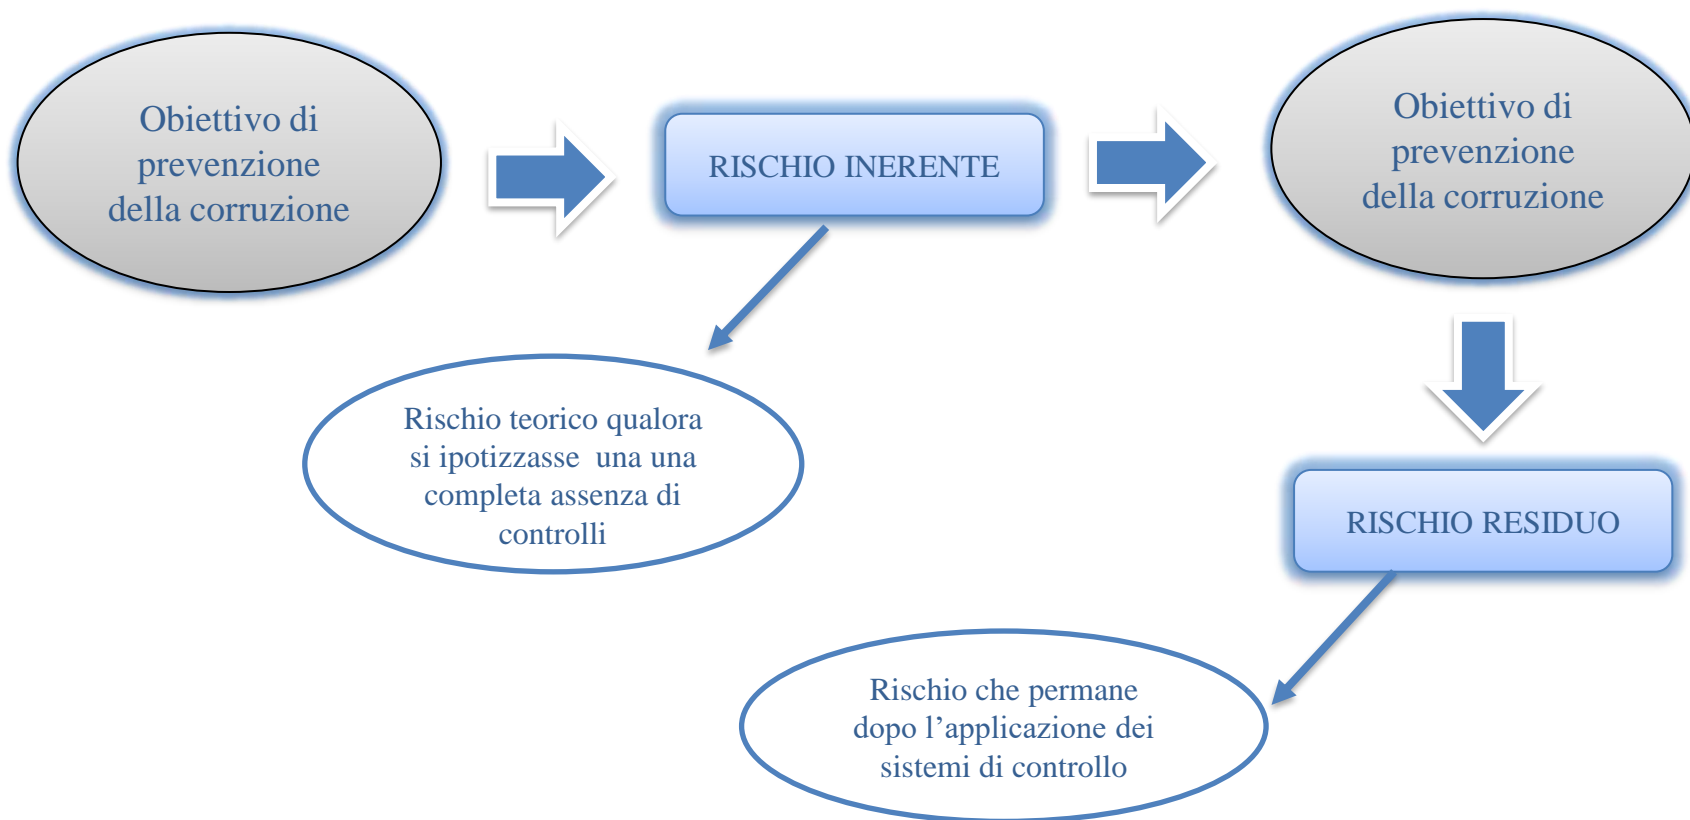 Obiettivo di
prevenzione
della corruzione
RISCHIO INERENTE
Obiettivo di
prevenzione
della corruzione
Rischio teorico qualora
si ipotizzasse  una una
completa assenza di
controlli
RISCHIO RESIDUO
Rischio che permane
dopo l’applicazione dei
sistemi di controllo